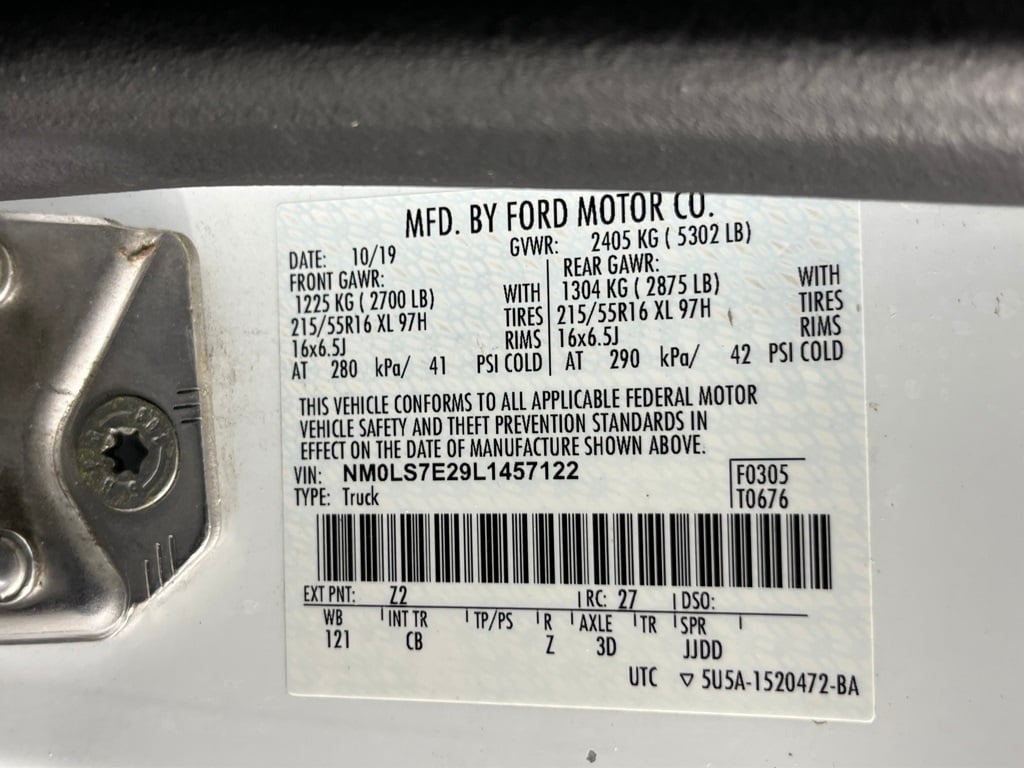 MFD. BY FORD MOTOR CO.
DATE: 10/19 GVWR: 2405 KG ( 5302 LB)
FRONT GAWR: REAR GAWR:
1225 KG ( 2700 LB) WITH 1304 KG ( 2875 LB) WITH
215/55R16 XL 97H TIRES 215/55R16 XL 97H TIRES
16x6.5J RIMS 16x6.5J RIMS
AT 280 kPa/ 41 PSI COLD AT 290 kPa/ 42 PSI COLD
THIS VEHICLE CONFORMS TO ALL APPLICABLE FEDERAL MOTOR
VEHICLE SAFETY AND THEFT PREVENTION STANDARDS IN
EFFECT ON THE DATE OF MANUFACTURE SHOWN ABOVE.
VIN: NM0LS7E29L1457122 F0305
TYPE: Truck T0676
EXT PNT: Z2 RC: 27 DSO:
WB INT TR TP/PS R AXLE TR SPR
121 CB Z 3D JJDD
UTC ▽ 5U5A-1520472-BA